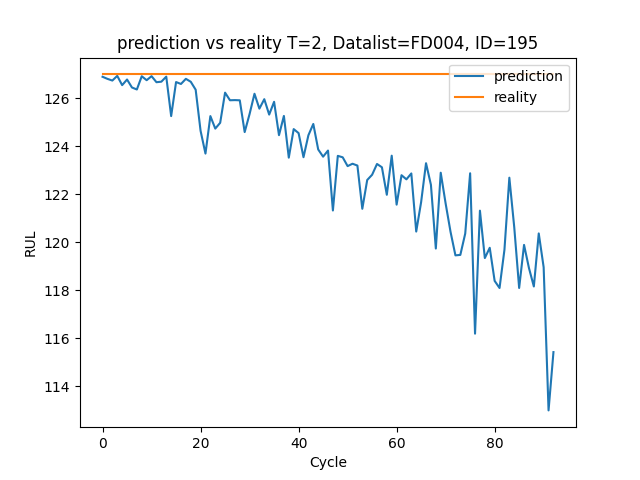 prediction vs reality T=2, Datalist=FD004, ID=195
prediction
reality
RUL
126
124
122
120
118
116
114
0
20
40
60
80
Cycle